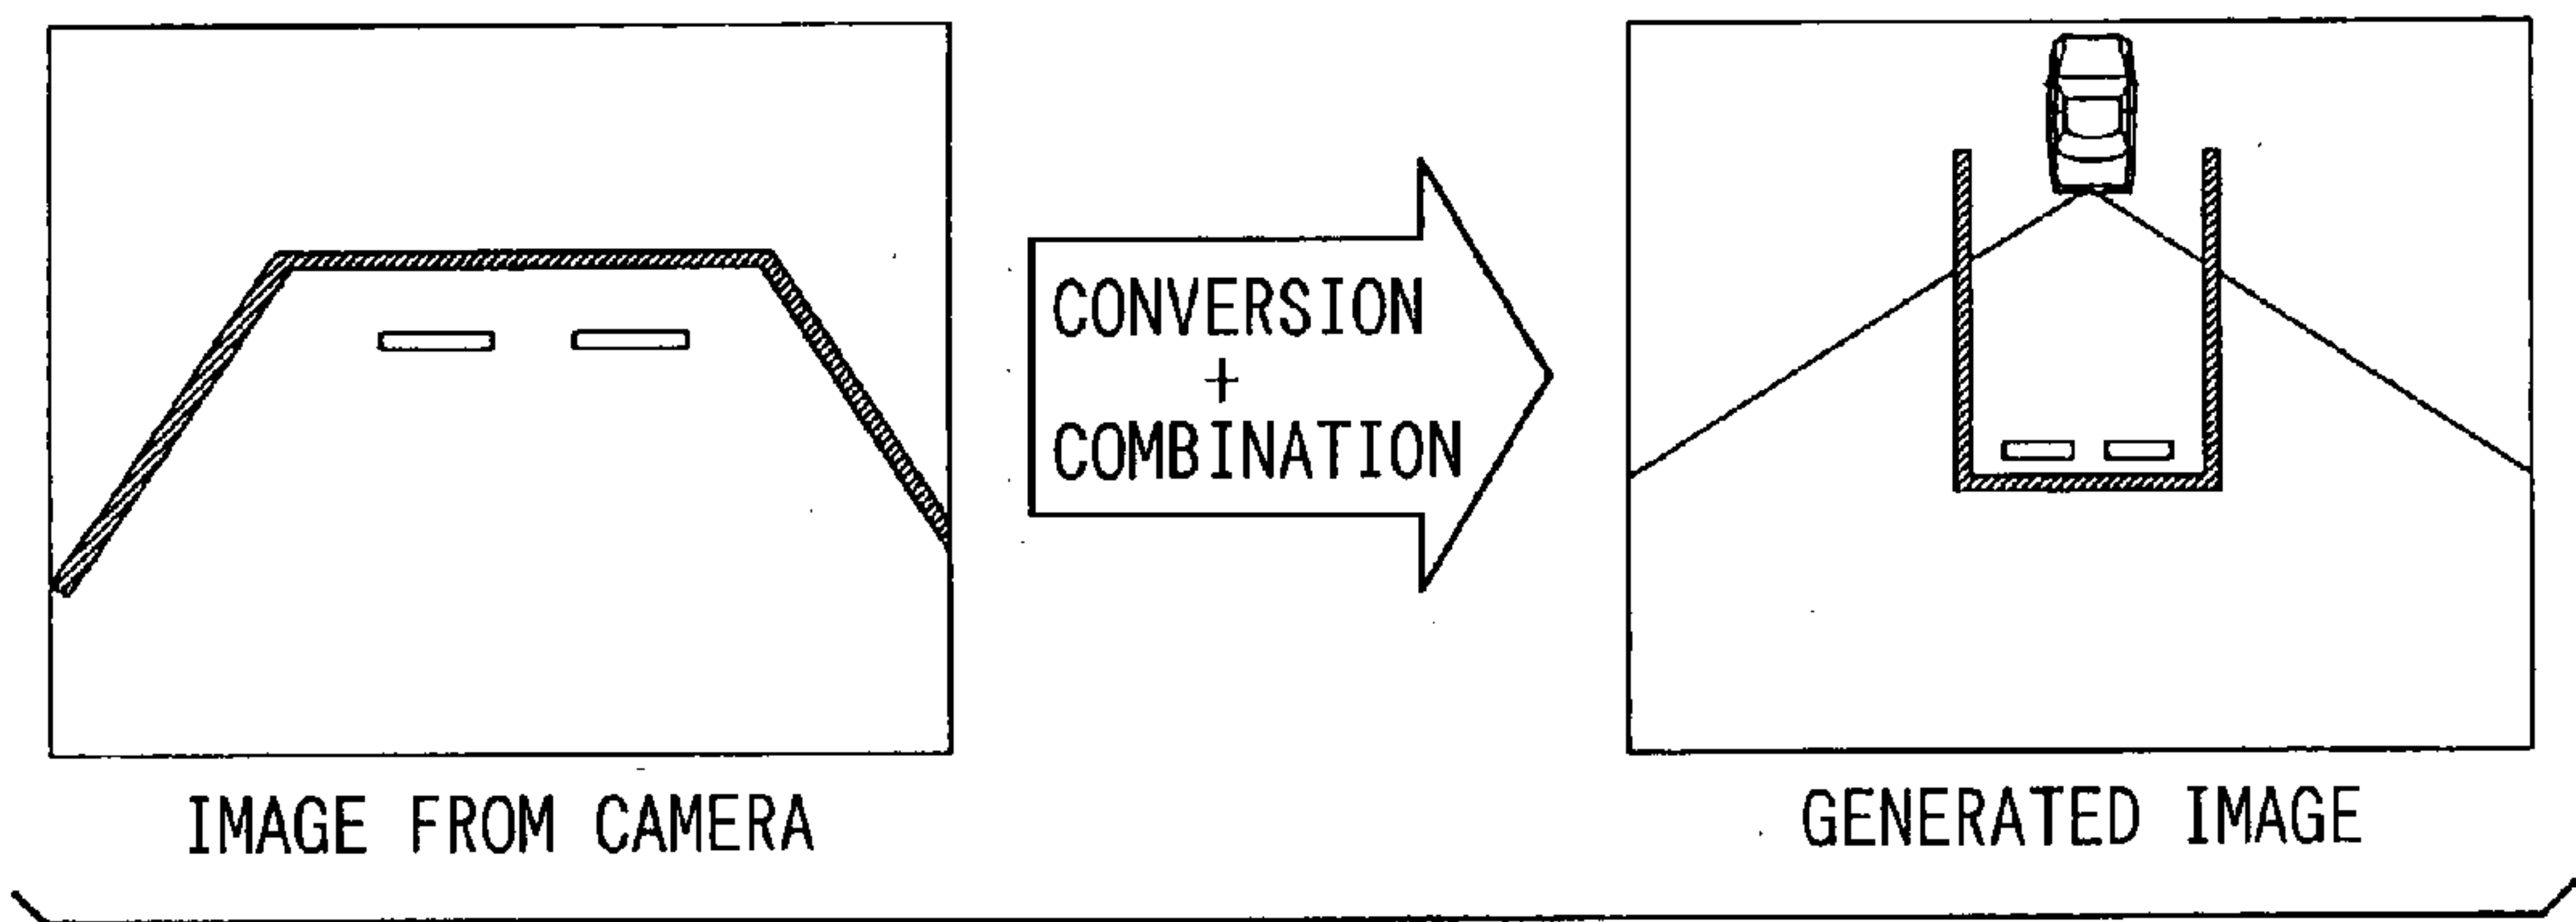 CONVERSION
+
COMBINATION
IMAGE FROM CAMERA
GENERATED IMAGE